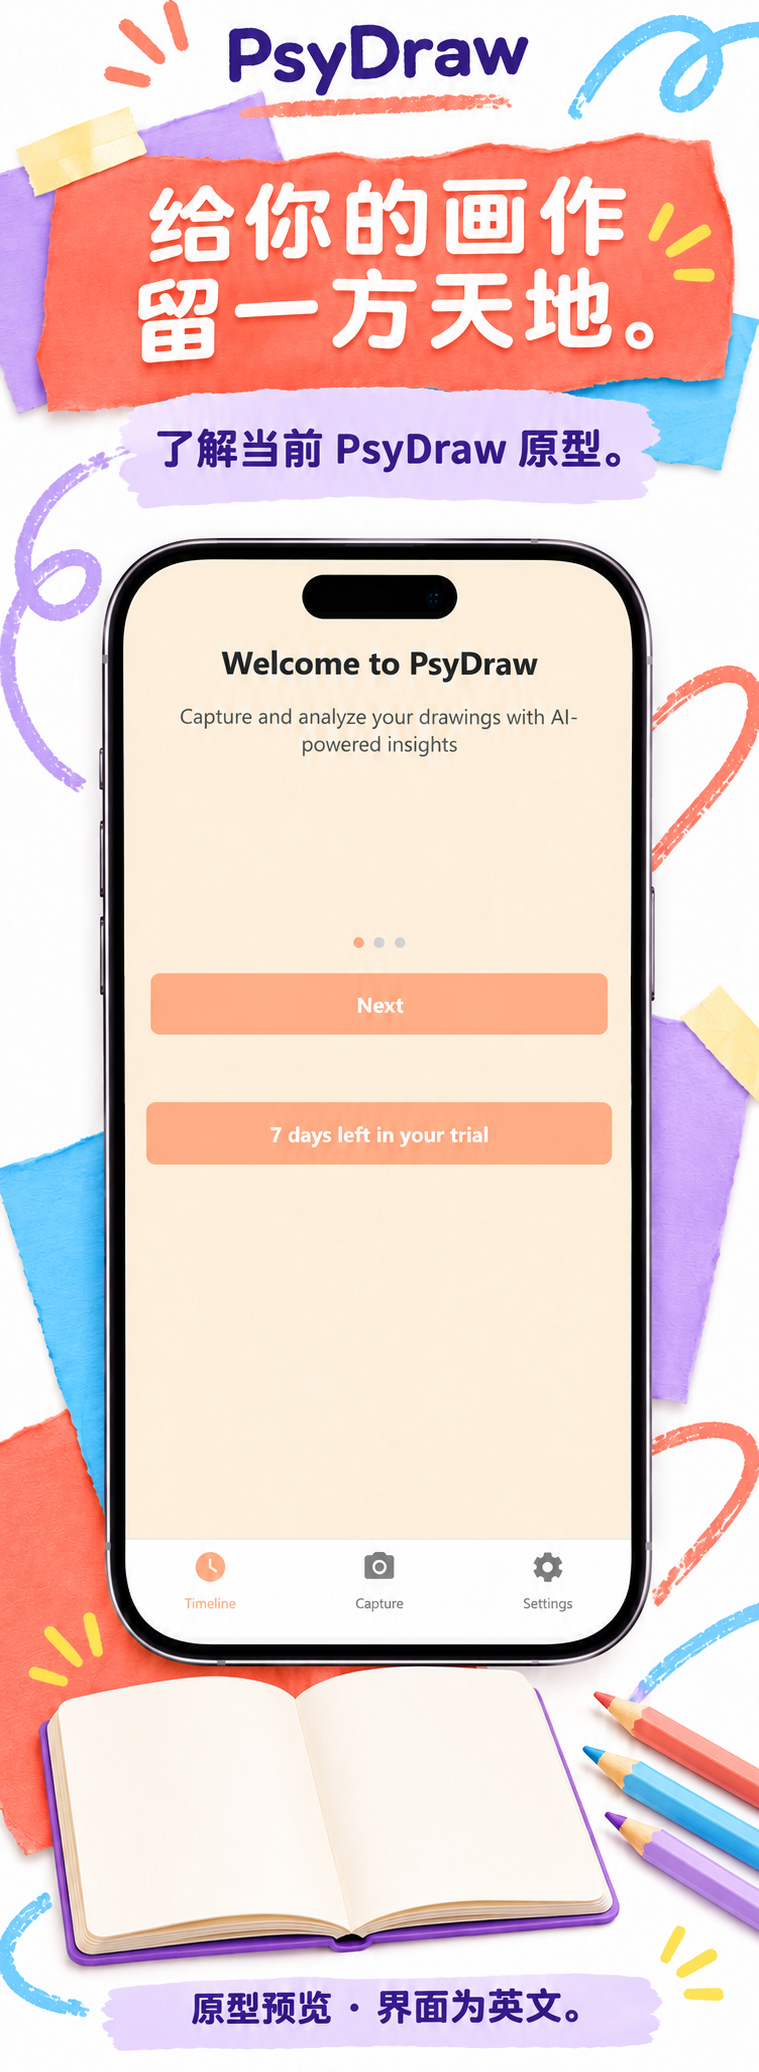 PsyDraw
给你的画作
留一方天地。
了解当前 PsyDraw 原型。
Welcome to PsyDraw
Capture and analyze your drawings with AI-
powered insights
Next
7 days left in your trial
Timeline
Capture
Settings
原型预览 · 界面为英文。